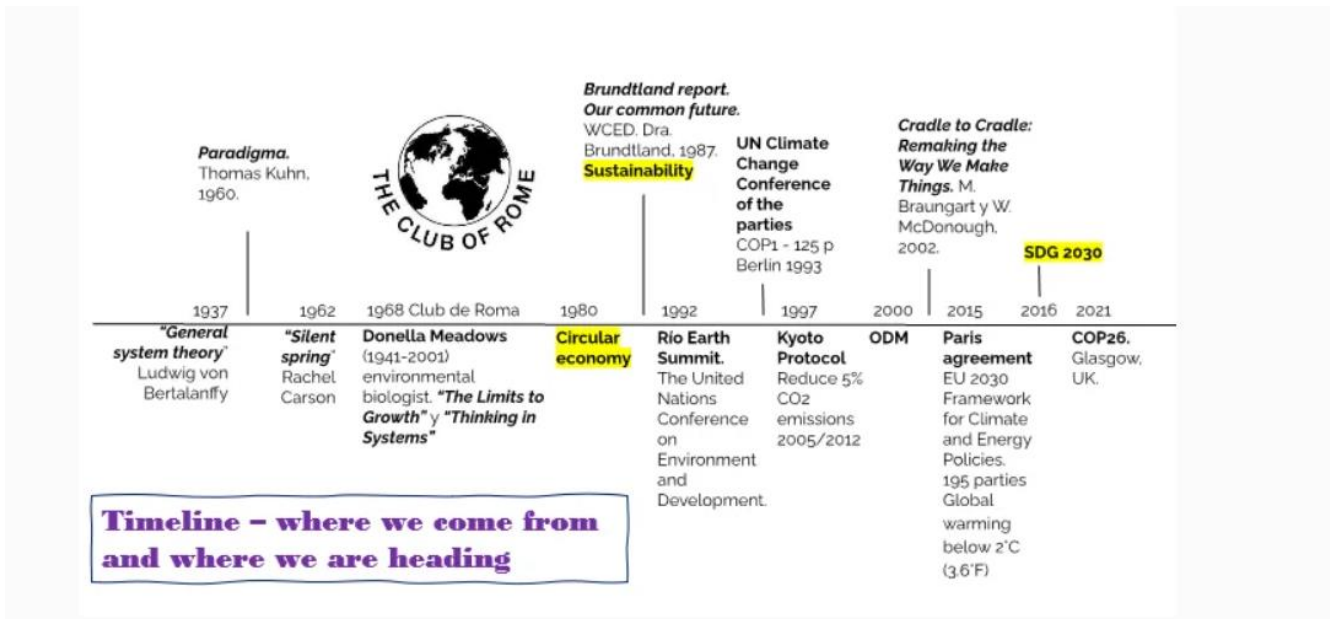 Paradigma.
Thomas Kuhn,
1960.
THE CLUB OF ROME
Brundtland report.
Our common future.
WCED. Dra.
Brundtland, 1987.
Sustainability
UN Climate
Change
Conference
of the
parties
COP1 - 125 p
Berlin 1993
Cradle to Cradle:
Remaking the
Way We Make
Things. M.
Braungart y W.
McDonough,
2002.
SDG 2030
1937
"General
system theory"
Ludwig von
Bertalanffy
1962
"Silent
spring"
Rachel
Carson
1968 Club de Roma
Donella Meadows
(1941-2001)
environmental
biologist. "The Limits to
Growth" y "Thinking in
Systems"
1980
Circular
economy
1992
Río Earth
Summit.
The United
Nations
Conference
on
Environment
and
Development.
1997
Kyoto
Protocol
Reduce 5%
CO2
emissions
2005/2012
2000
ODM
2015
Paris
agreement
EU 2030
Framework
for Climate
and Energy
Policies.
195 parties
Global
warming
below 2°C
(3.6°F)
2016
2021
COP26.
Glasgow,
UK.
Timeline – where we come from
and where we are heading